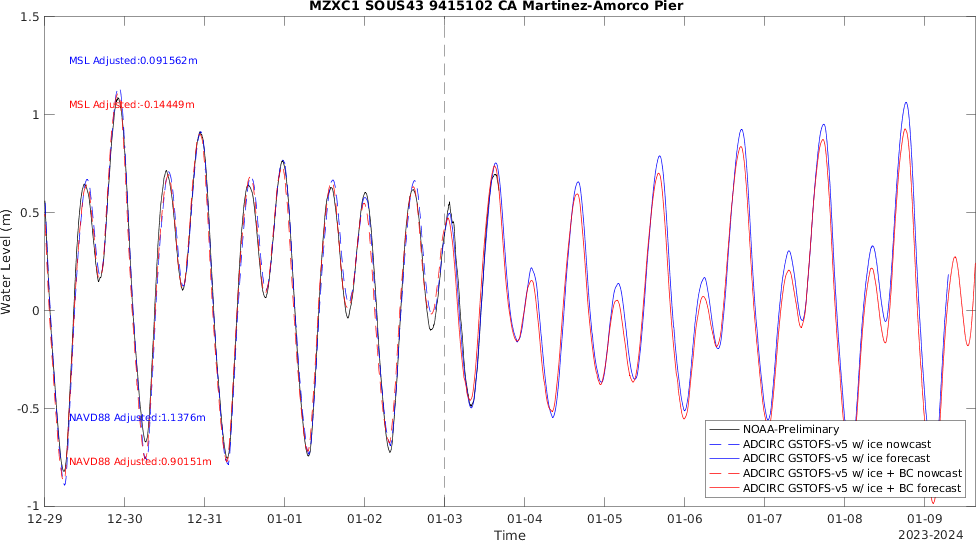 MZXC1 SOUS43 9415102 CA Martinez-Amorco Pier
1.5
1
0.5
0
-0.5
-1
Water Level (m)
MSL Adjusted:0.091562m
MSL Adjusted:-0.14449m
NAVD88 Adjusted:1.1376m
NAVD88 Adjusted:0.90151m
NOAA-Preliminary
ADCIRC GSTOFS-v5 w/ ice nowcast
ADCIRC GSTOFS-v5 w/ ice forecast
ADCIRC GSTOFS-v5 w/ ice + BC nowcast
ADCIRC GSTOFS-v5 w/ ice + BC forecast
12-29 12-30 12-31 01-01 01-02 01-03 01-04 01-05 01-06 01-07 01-08 01-09
Time
2023-2024